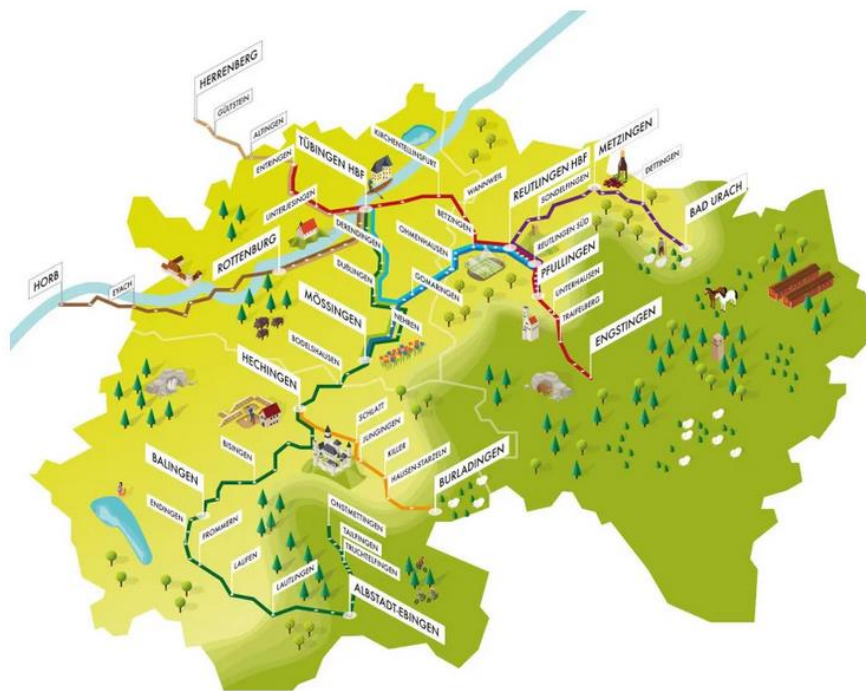 HERRENBERG
GÜLTSTEIN
ALTINGEN
ENTRINGEN
TÜBINGEN HBF
KIRCHENTELLINSFURT
WANNWEIL
BETZINGEN
REUTLINGEN HBF
SONDELFINGEN
METZINGEN
DETTINGEN
BAD URACH
UNTERJESINGEN
ROTTENBURG
DERENDINGEN
OHMENHAUSEN
REUTLINGEN SÜD
PFULLINGEN
UNTERHAUSEN
TRAIFELBERG
ENGSTINGEN
HORB
EYACH
DUßLINGEN
GOMARINGEN
MÖSSINGEN
NEHREN
BODELSHAUSEN
HECHINGEN
SCHLATT
JUNGINGEN
KILLER
HAUSEN-STARZELN
BURLADINGEN
BISINGEN
BALINGEN
ENDINGEN
FROMMERN
LAUFEN
LAUTLINGEN
ONSTMETTINGEN
TAILFINGEN
TRUCHTELFINGEN
ALBSTADT-EBINGEN